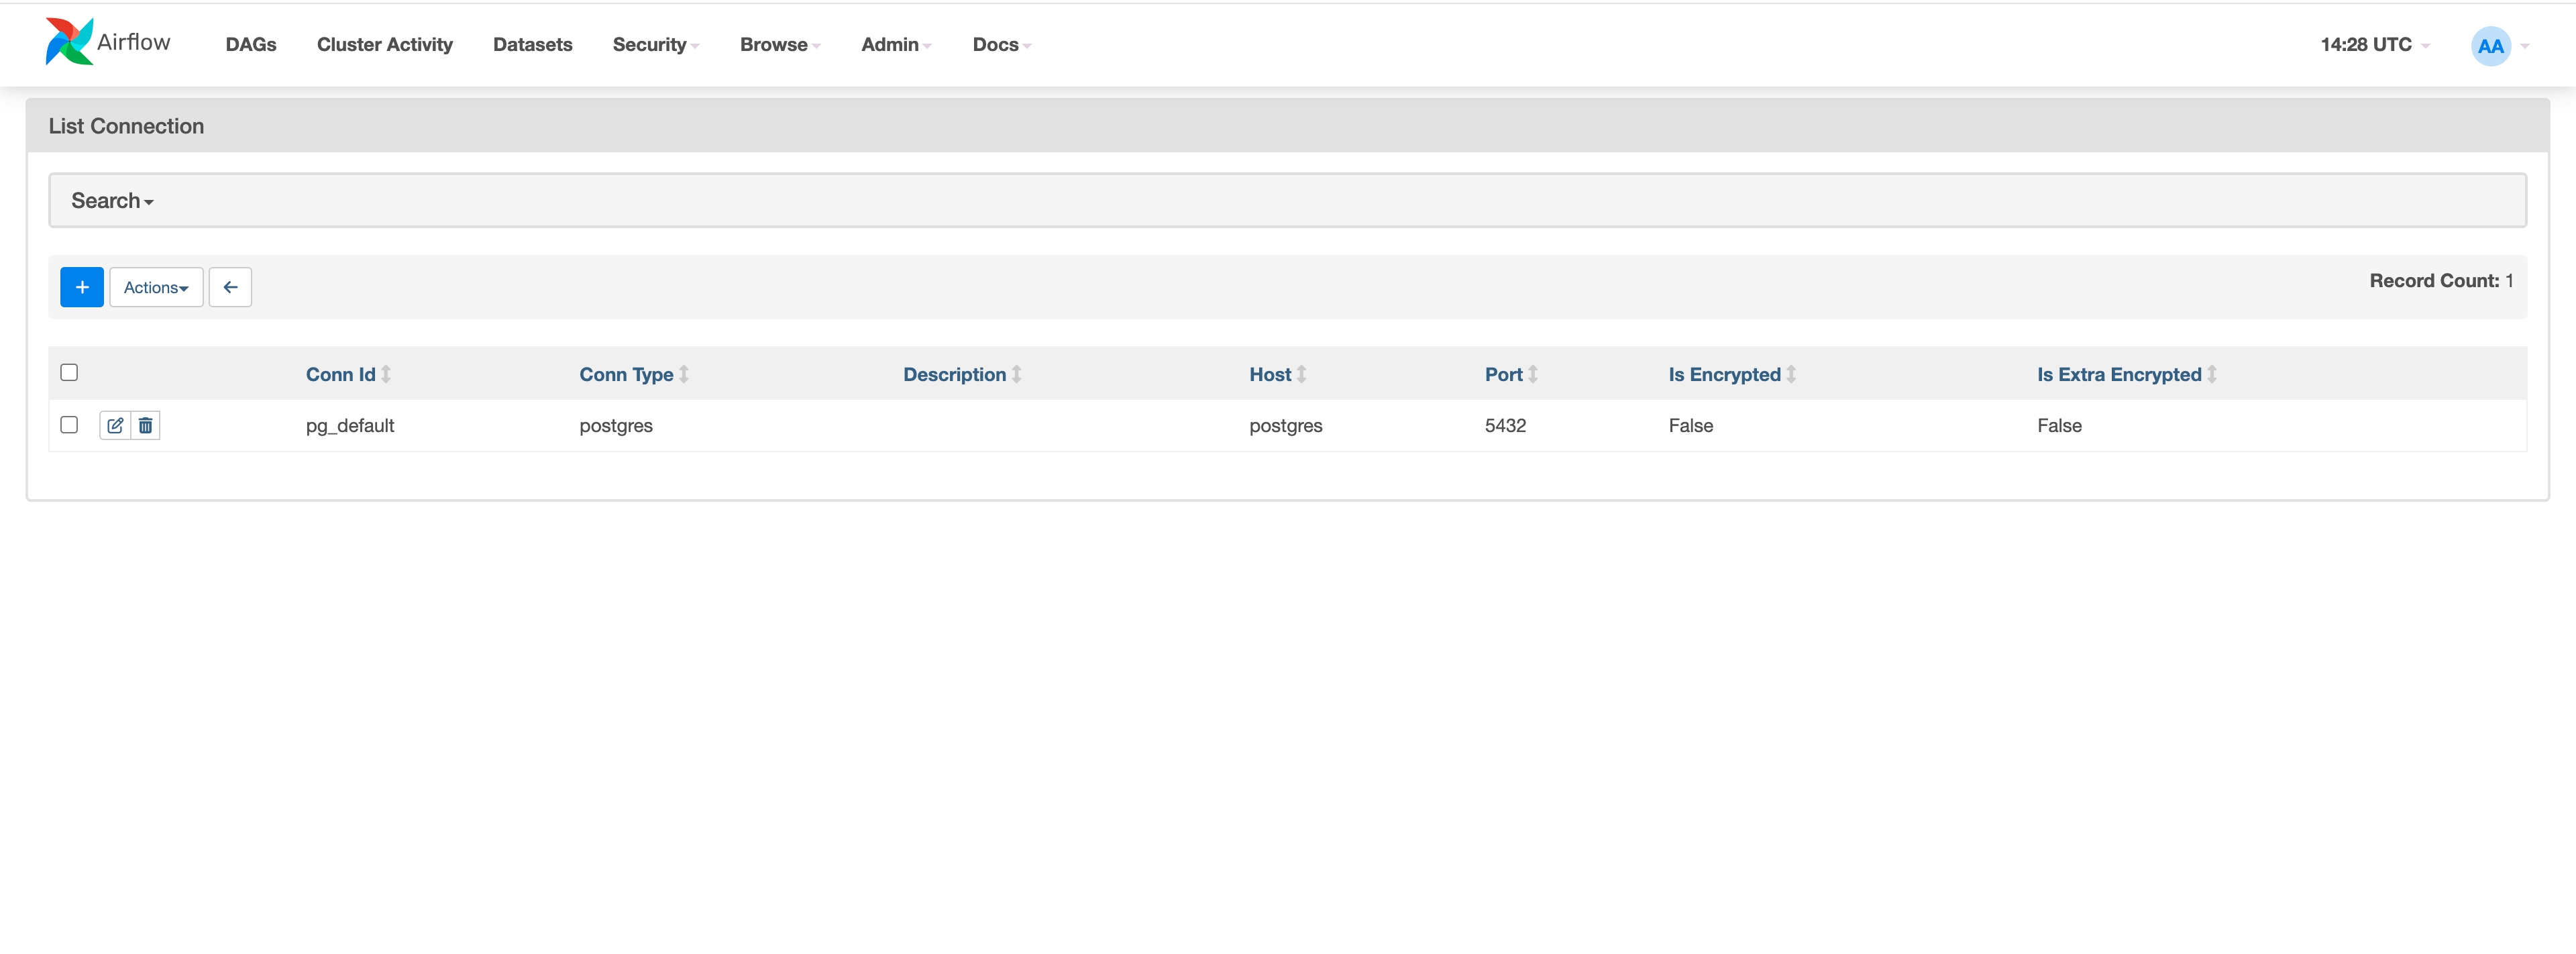 Airflow DAGs Cluster Activity Datasets Security Browse Admin Docs 14:28 UTC AA
List Connection
Search
+ Actions Record Count: 1
Conn Id Conn Type Description Host Port Is Encrypted Is Extra Encrypted
pg_default postgres postgres 5432 False False